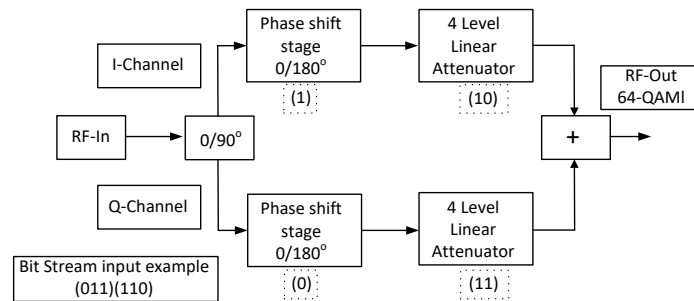 I-Channel
Phase shift
stage
0/180°
(1)
4 Level
Linear
Attenuator
(10)
RF-Out
64-QAMl
RF-In
0/90°
+
Q-Channel
Phase shift
stage
0/180°
(0)
4 Level
Linear
Attenuator
(11)
Bit Stream input example
(011)(110)